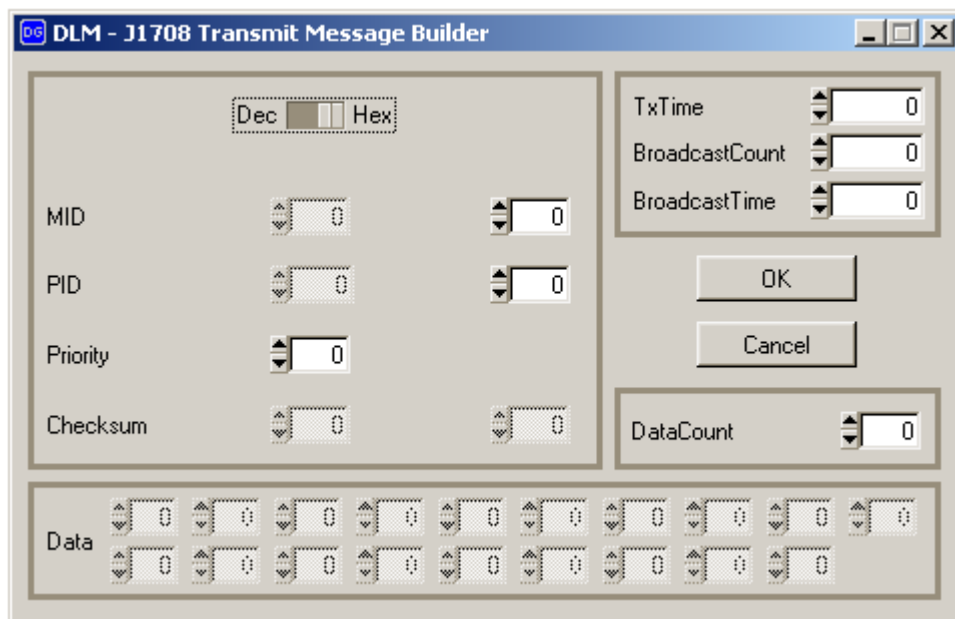 DG DLM - J1708 Transmit Message Builder
Dec Hex
MID 0 0
PID 0 0
Priority 0
Checksum 0 0
TxTime 0
BroadcastCount 0
BroadcastTime 0
OK
Cancel
DataCount 0
Data
0 0 0 0 0 0 0 0 0 0
0 0 0 0 0 0 0 0 0